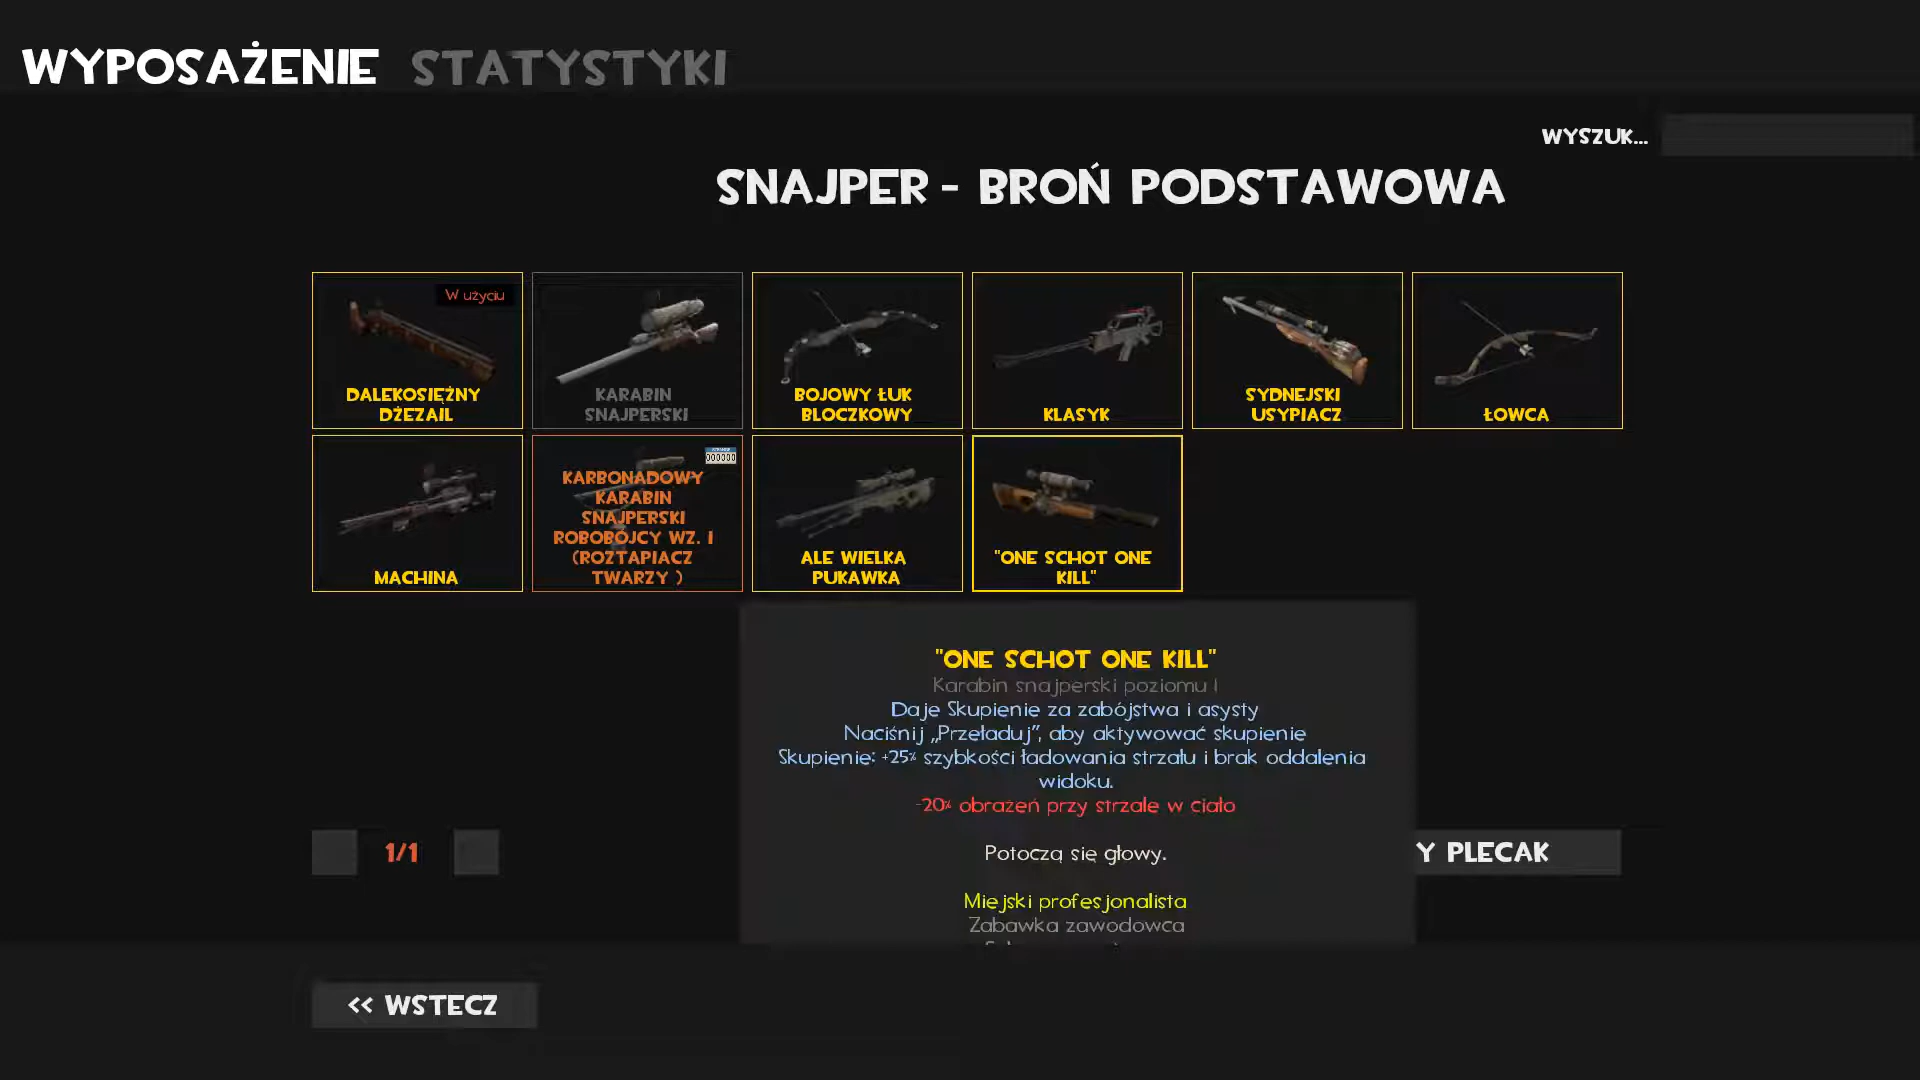 WYPOSAŻENIE STATYSTYKI
WYSZUK...
SNAJPER - BROŃ PODSTAWOWA
W użyciu
DALEKOSIĘŻNY
DŻEZAIL
KARABIN
SNAJPERSKI
BOJOWY ŁUK
BLOCZKOWY
KLASYK
SYDNEJSKI
USYPIACZ
ŁOWCA
MACHINA
000000
KARBONADOWY
KARABIN
SNAJPERSKI
ROBOBÓJCY WZ. I
(ROZTAPIACZ
TWARZY )
ALE WIELKA
PUKAWKA
"ONE SCHOT ONE
KILL"
"ONE SCHOT ONE KILL"
Karabin snajperski poziomu 1
Daje Skupienie za zabójstwa i asysty
Naciśnij „Przeładuj”, aby aktywować skupienie
Skupienie: +25% szybkości ładowania strzału i brak oddalenia
widoku.
-20% obrażeń przy strzale w ciało
Potoczą się głowy.
Miejski profesjonalista
Zabawka zawodowca
1/1
Y PLECAK
<< WSTECZ